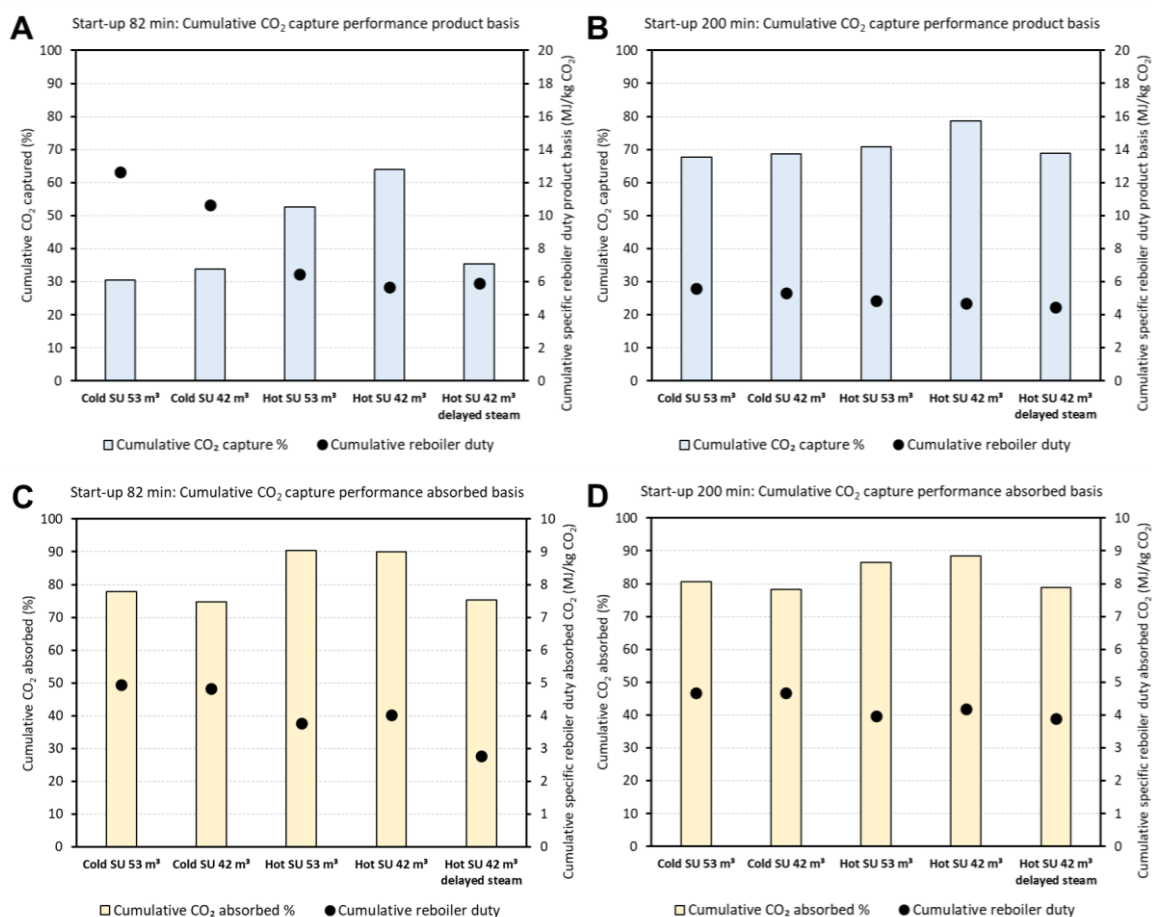 A
Start-up 82 min: Cumulative CO₂ capture performance product basis
Cumulative CO₂ captured (%)
100
90
80
70
60
50
40
30
20
10
0
20
18
16
14
12
10
8
6
4
2
0
Cumulative specific reboiler duty product basis (MJ/kg CO₂)
Cold SU 53 m³
Cold SU 42 m³
Hot SU 53 m³
Hot SU 42 m³
Hot SU 42 m³
delayed steam
Cumulative CO₂ capture %
Cumulative reboiler duty
B
Start-up 200 min: Cumulative CO₂ capture performance product basis
Cumulative CO₂ captured (%)
100
90
80
70
60
50
40
30
20
10
0
20
18
16
14
12
10
8
6
4
2
0
Cumulative specific reboiler duty product basis (MJ/kg CO₂)
Cold SU 53 m³
Cold SU 42 m³
Hot SU 53 m³
Hot SU 42 m³
Hot SU 42 m³
delayed steam
Cumulative CO₂ capture %
Cumulative reboiler duty
C
Start-up 82 min: Cumulative CO₂ capture performance absorbed basis
Cumulative CO₂ absorbed (%)
100
90
80
70
60
50
40
30
20
10
0
10
9
8
7
6
5
4
3
2
1
0
Cumulative specific reboiler duty absorbed CO₂ (MJ/kg CO₂)
Cold SU 53 m³
Cold SU 42 m³
Hot SU 53 m³
Hot SU 42 m³
Hot SU 42 m³
delayed steam
Cumulative CO₂ absorbed %
Cumulative reboiler duty
D
Start-up 200 min: Cumulative CO₂ capture performance absorbed basis
Cumulative CO₂ absorbed (%)
100
90
80
70
60
50
40
30
20
10
0
10
9
8
7
6
5
4
3
2
1
0
Cumulative specific reboiler duty absorbed CO₂ (MJ/kg CO₂)
Cold SU 53 m³
Cold SU 42 m³
Hot SU 53 m³
Hot SU 42 m³
Hot SU 42 m³
delayed steam
Cumulative CO₂ absorbed %
Cumulative reboiler duty